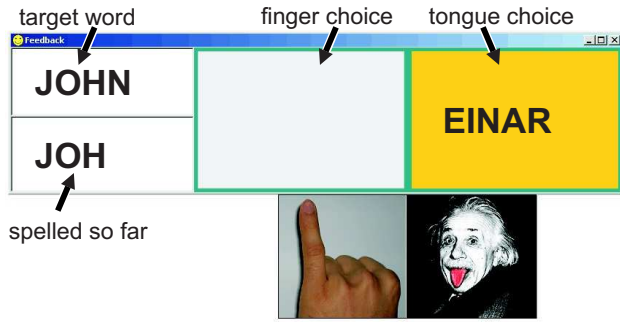 target word
finger choice
tongue choice
Feedback
JOHN
EINAR
JOH
spelled so far